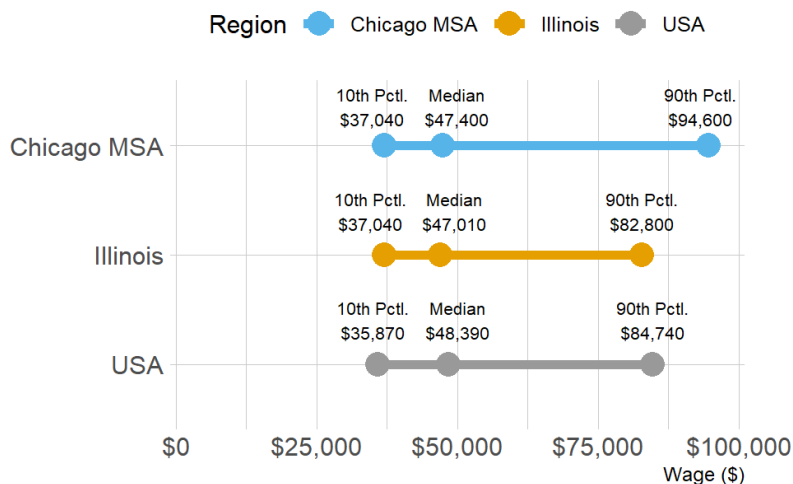 Region Chicago MSA Illinois USA
10th Pctl. Median 90th Pctl.
$37,040 $47,400 $94,600
Chicago MSA
10th Pctl. Median 90th Pctl.
$37,040 $47,010 $82,800
Illinois
10th Pctl. Median 90th Pctl.
$35,870 $48,390 $84,740
USA
$0 $25,000 $50,000 $75,000 $100,000
Wage ($)